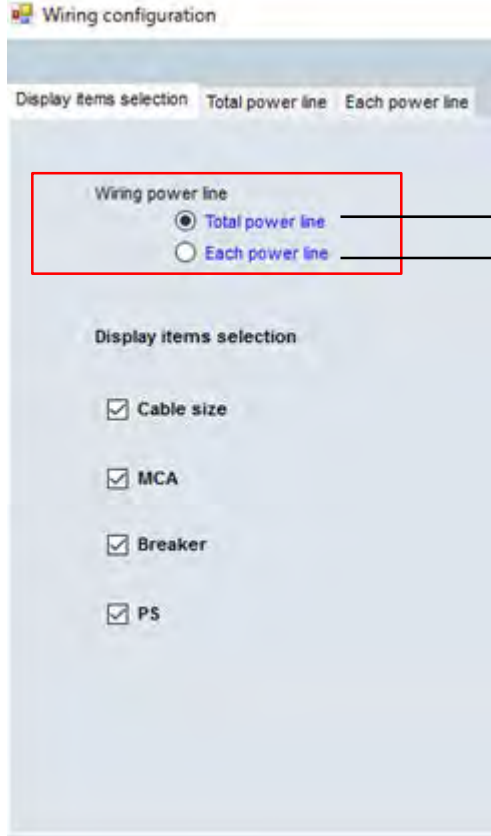 Wiring configuration
Display items selection Total power line Each power line
Wiring power line
Total power line
Each power line
Display items selection
Cable size
MCA
Breaker
PS